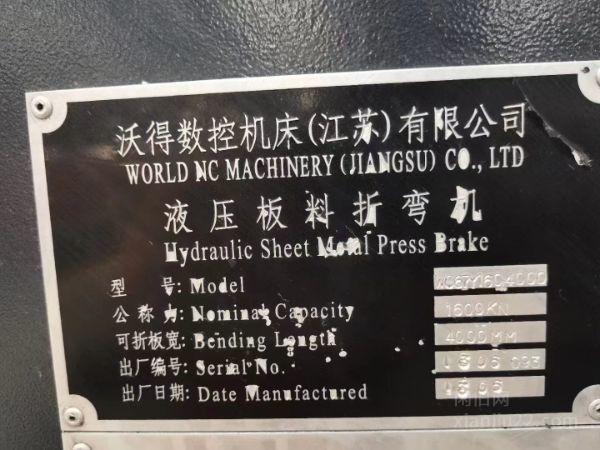 沃得数控机床(江苏)有限公司
WORLD NC MACHINERY (JIANGSU) CO., LTD
液压板料折弯机
Hydraulic Sheet Metal Press Brake
型 号: Model
公 称 力: Nominal Capacity 1600KN
可折板宽: Bending Length 4000MM
出厂编号: Serial No. 1305 093
出厂日期: Date Manufactured